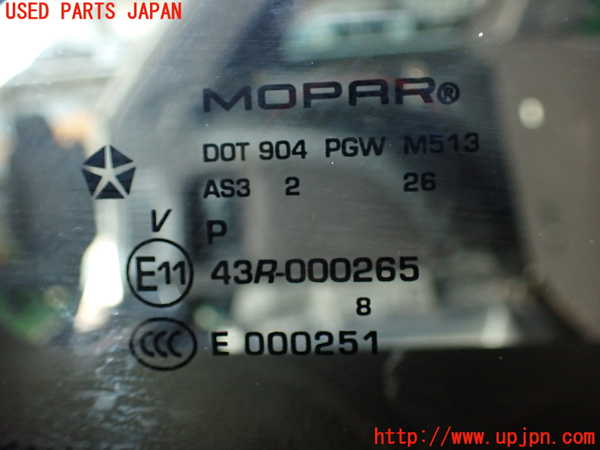 USED PARTS JAPAN
MOPAR®
DOT 904 PGW M513
AS3 2 26
V P
E11 43R-000265
8
CCC E 000251
http://www.upjpn.com